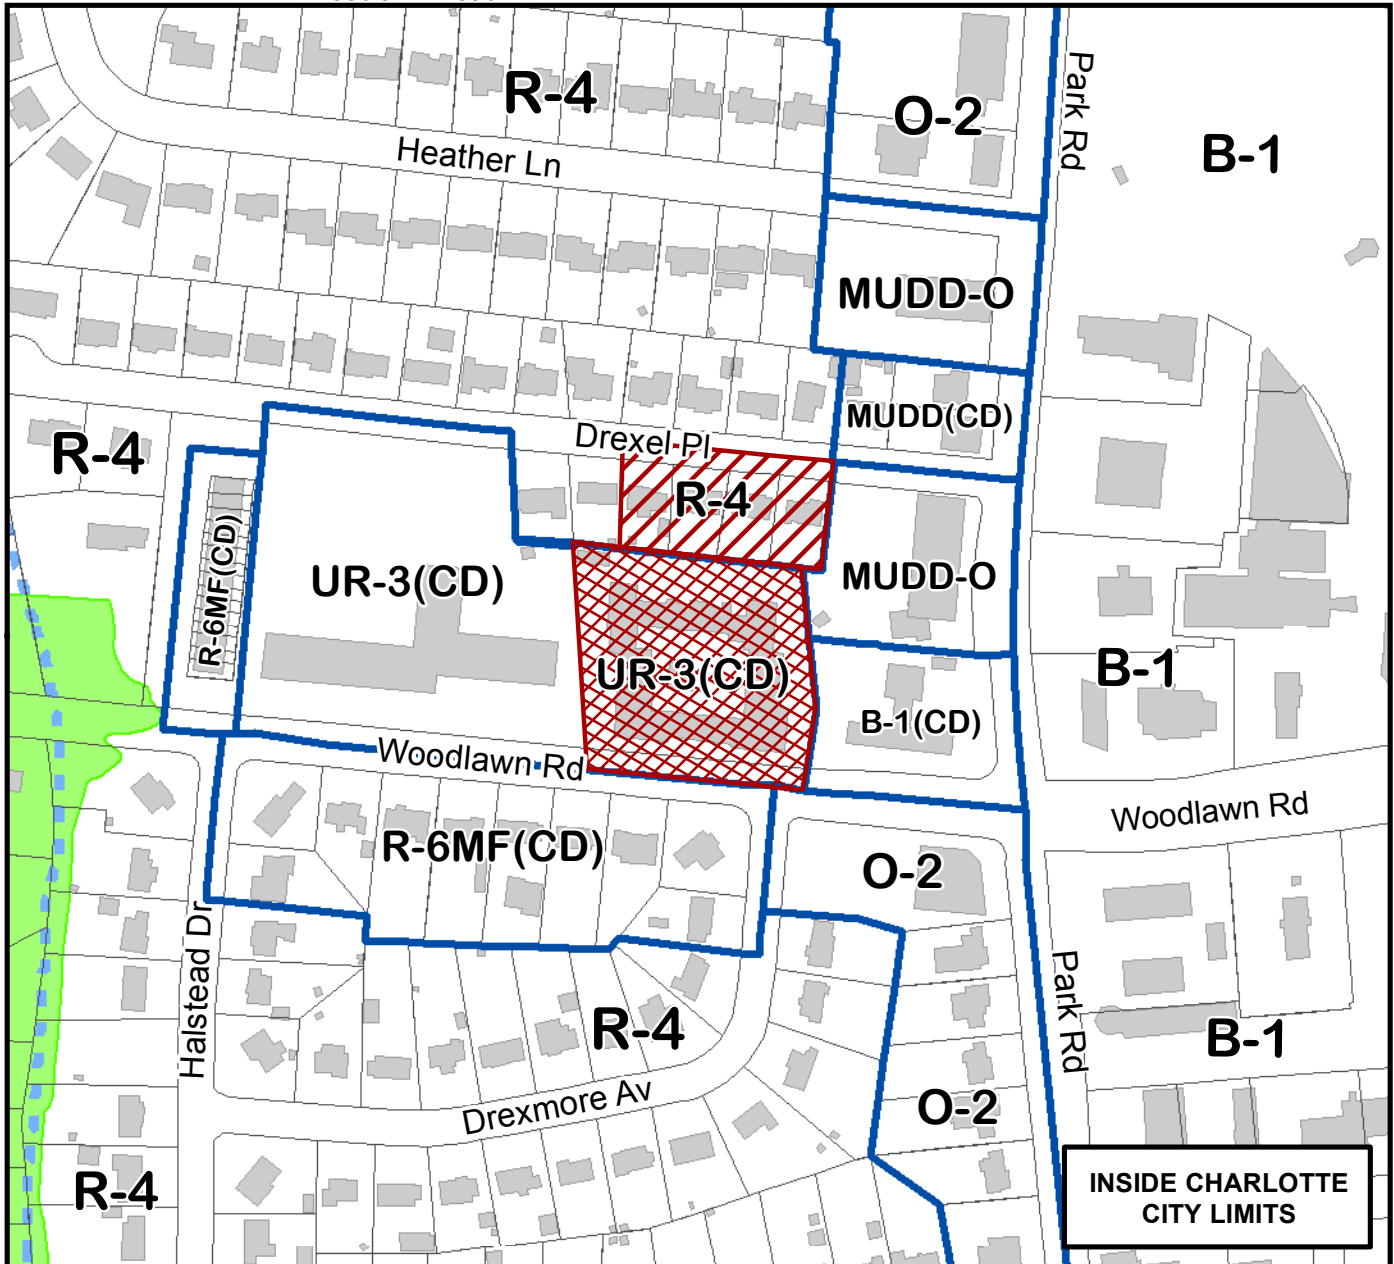 R-4
O-2
Park Rd
B-1
Heather Ln
MUDD-O
MUDD(CD)
Drexel Pl
R-4
R-4
R-6MF(CD)
UR-3(CD)
MUDD-O
UR-3(CD)
B-1
B-1(CD)
Woodlawn Rd
Woodlawn Rd
R-6MF(CD)
O-2
Halstead Dr
Park Rd
R-4
B-1
Drexmore Av
O-2
R-4
INSIDE CHARLOTTE
CITY LIMITS